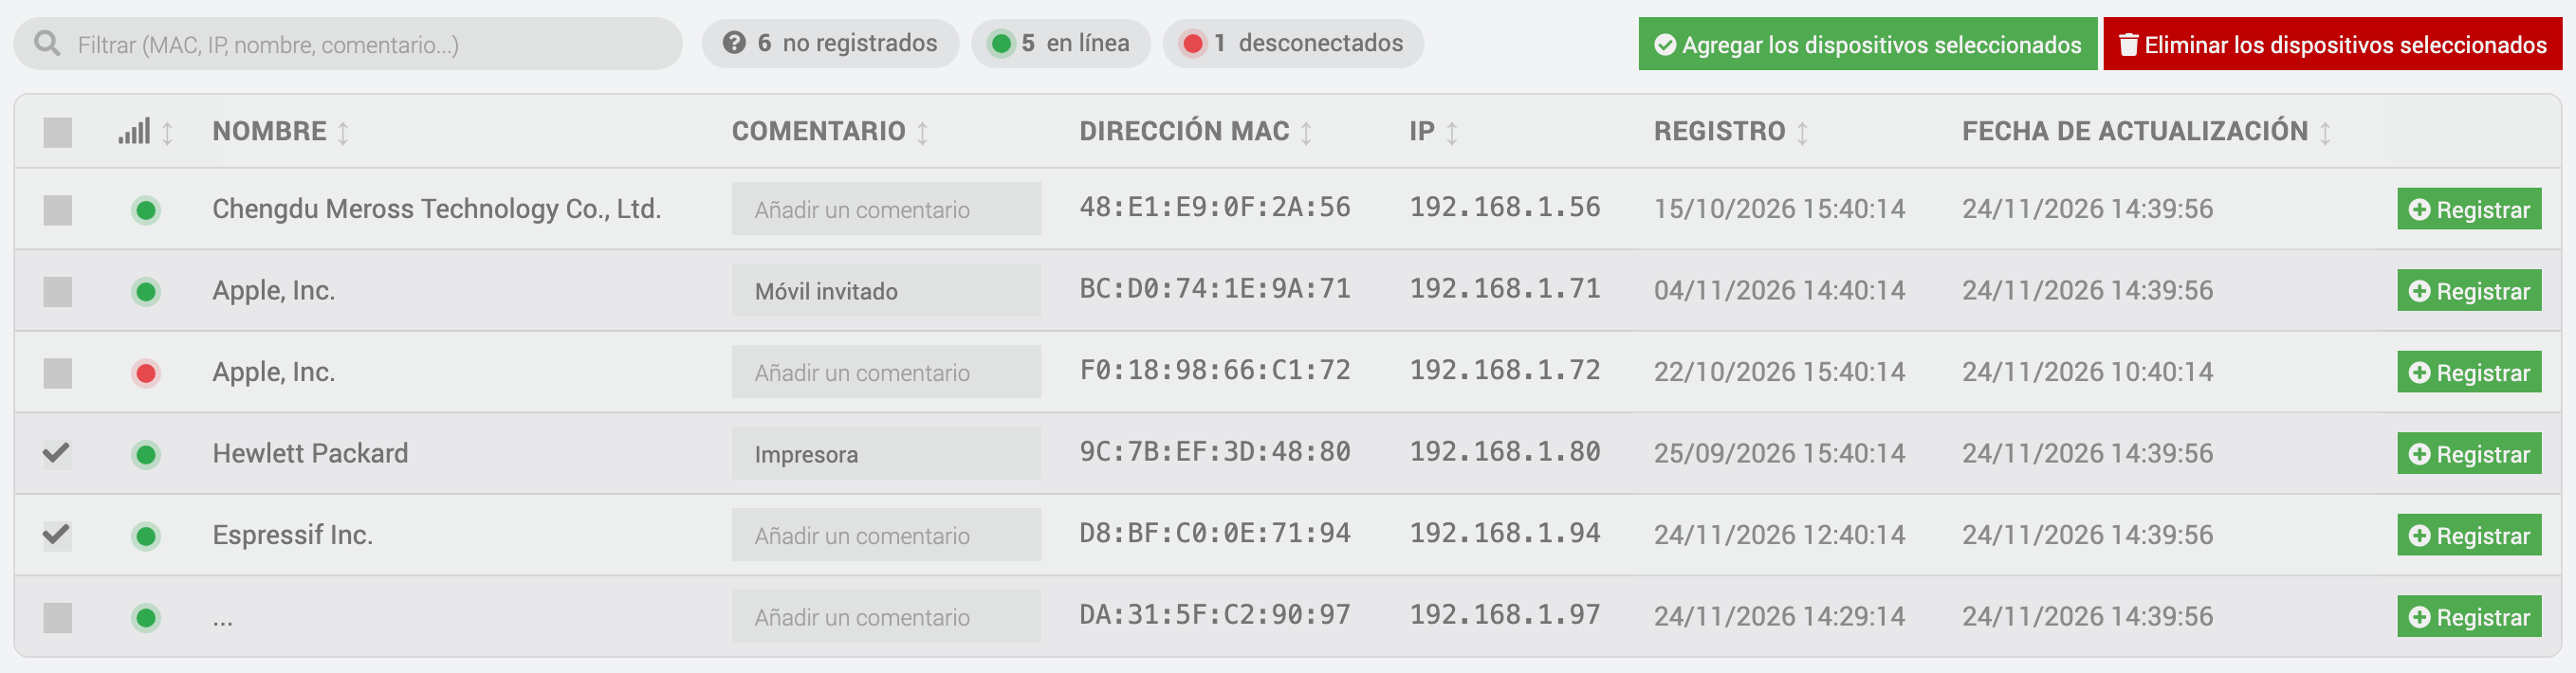 Filtrar (MAC, IP, nombre, comentario...) 6 no registrados 5 en línea 1 desconectados Agregar los dispositivos seleccionados Eliminar los dispositivos seleccionados
NOMBRE COMENTARIO DIRECCIÓN MAC IP REGISTRO FECHA DE ACTUALIZACIÓN
Chengdu Meross Technology Co., Ltd. Añadir un comentario 48:E1:E9:0F:2A:56 192.168.1.56 15/10/2026 15:40:14 24/11/2026 14:39:56 Registrar
Apple, Inc. Móvil invitado BC:D0:74:1E:9A:71 192.168.1.71 04/11/2026 14:40:14 24/11/2026 14:39:56 Registrar
Apple, Inc. Añadir un comentario F0:18:98:66:C1:72 192.168.1.72 22/10/2026 15:40:14 24/11/2026 10:40:14 Registrar
Hewlett Packard Impresora 9C:7B:EF:3D:48:80 192.168.1.80 25/09/2026 15:40:14 24/11/2026 14:39:56 Registrar
Espressif Inc. Añadir un comentario D8:BF:C0:0E:71:94 192.168.1.94 24/11/2026 12:40:14 24/11/2026 14:39:56 Registrar
... Añadir un comentario DA:31:5F:C2:90:97 192.168.1.97 24/11/2026 14:29:14 24/11/2026 14:39:56 Registrar